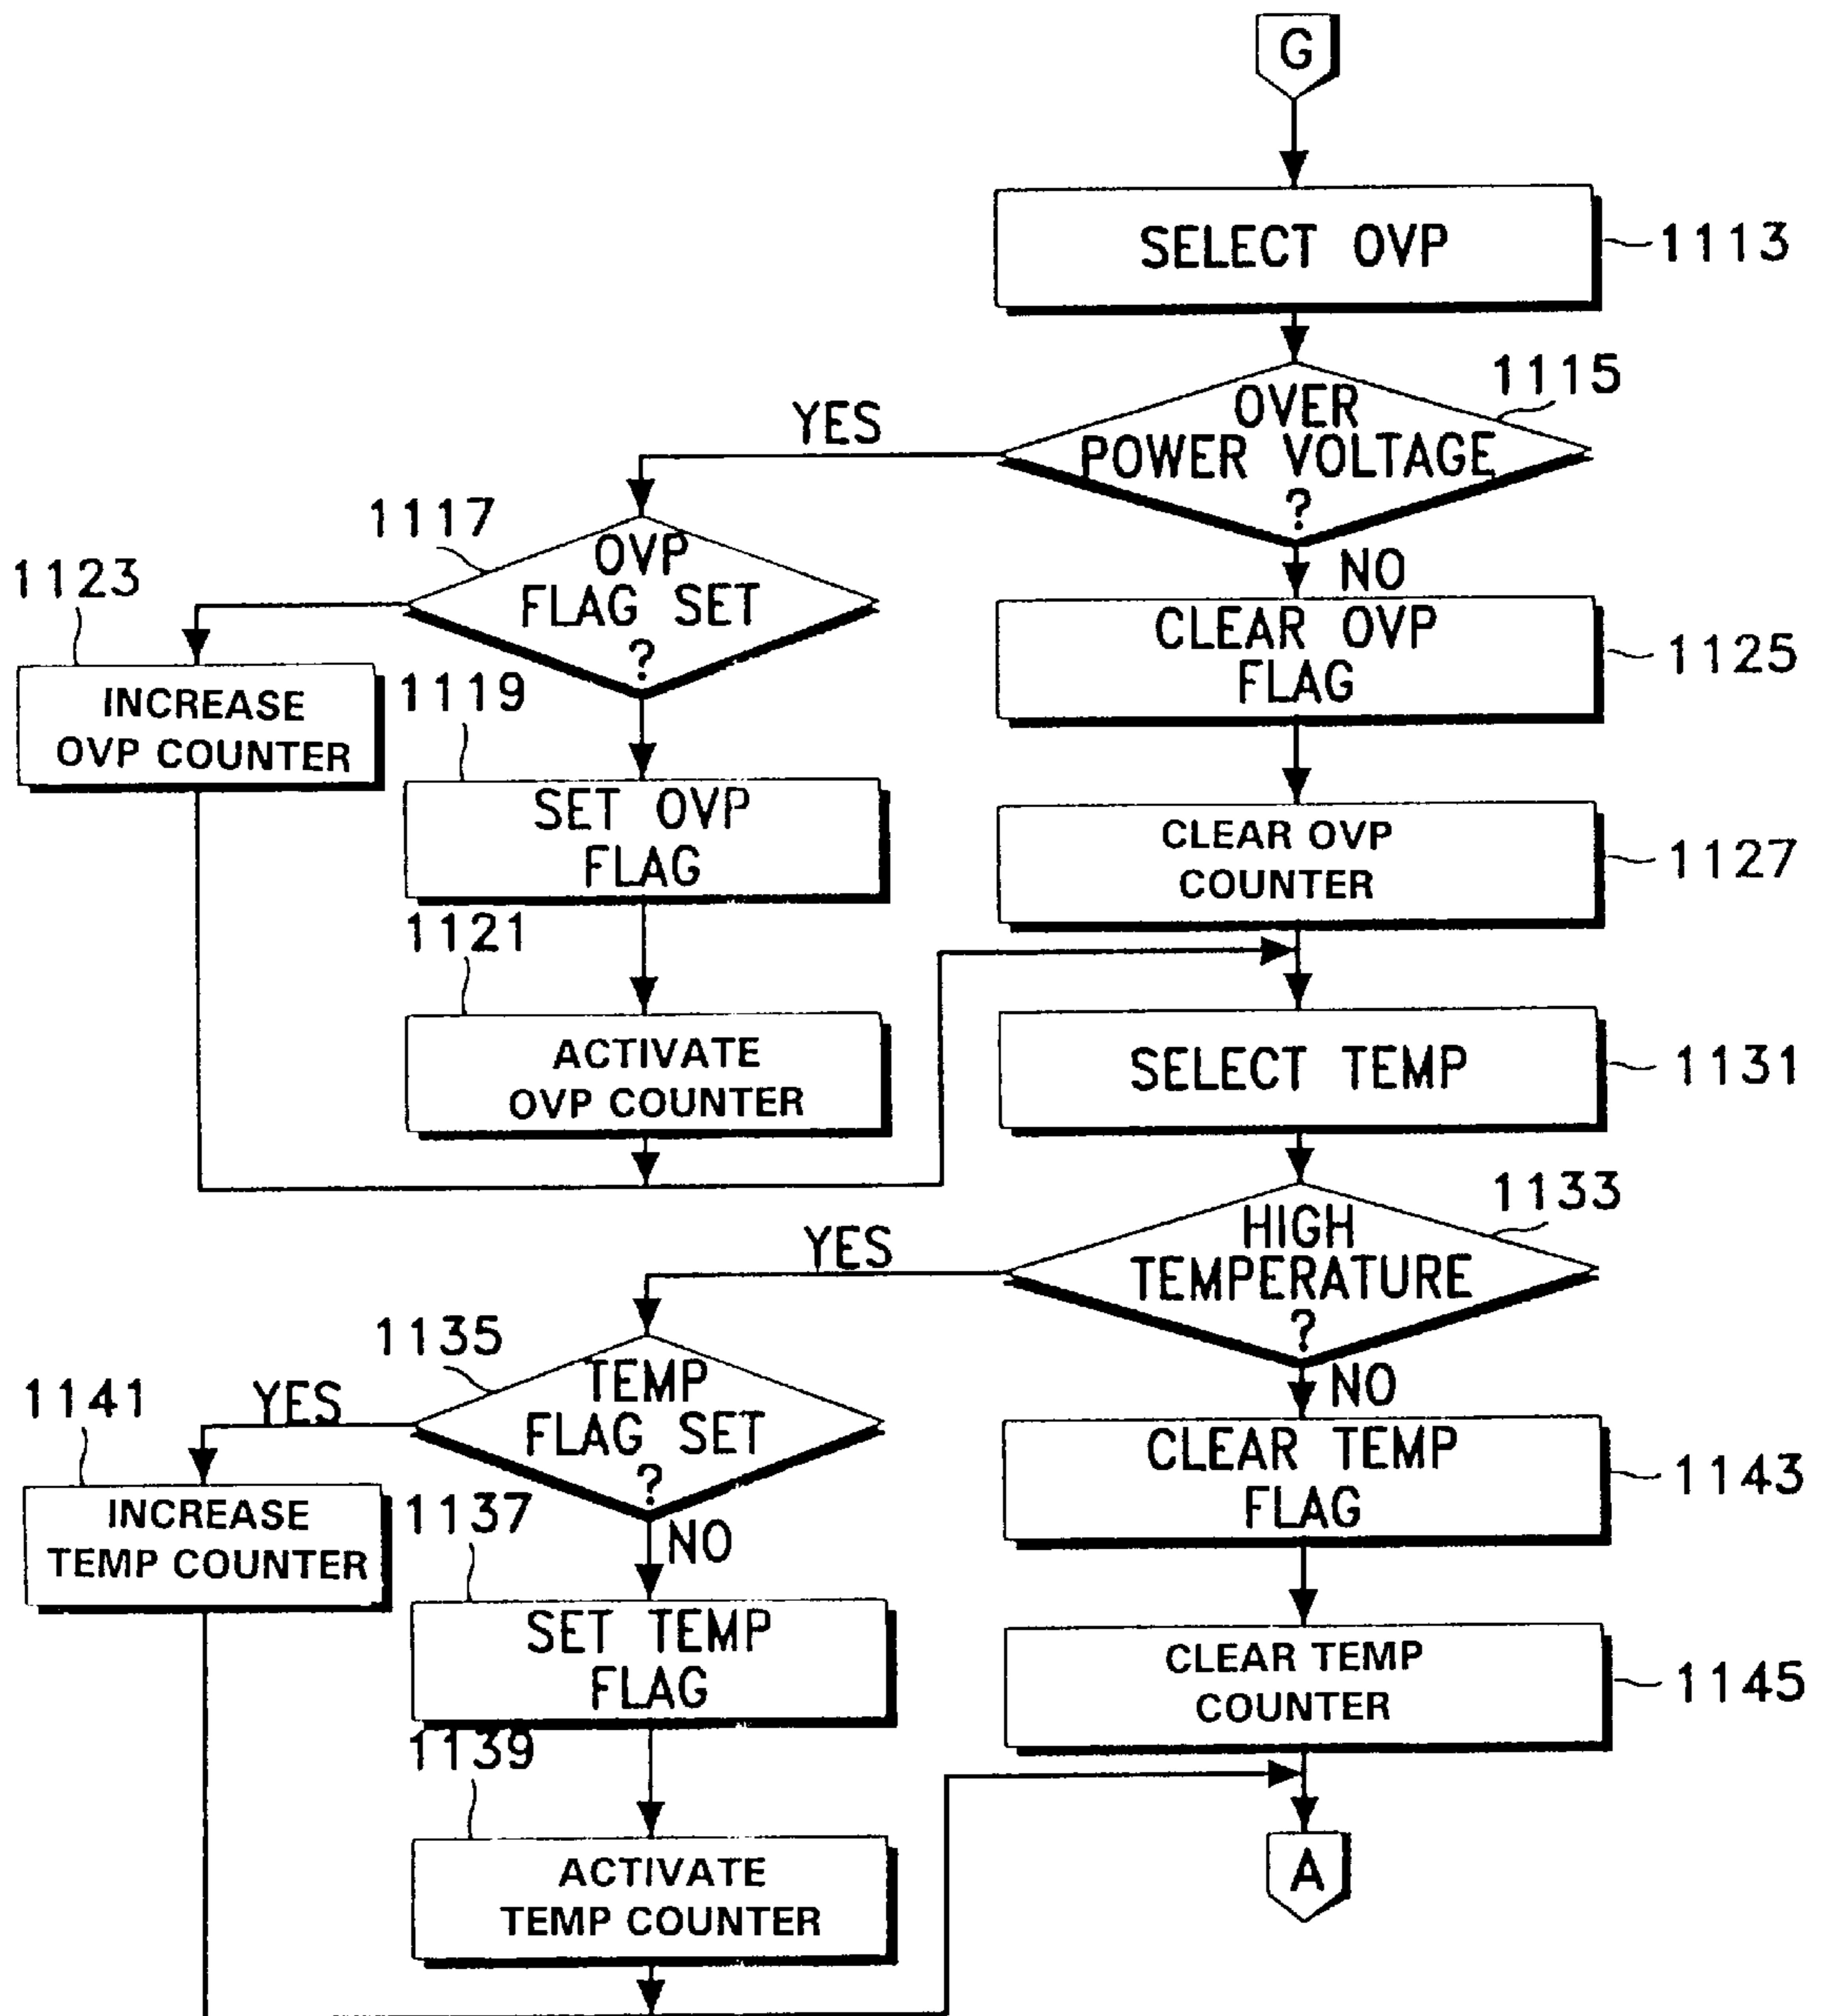 G
SELECT OVP
1113
OVER
POWER VOLTAGE
?
1115
YES
NO
1117
OVP
FLAG SET
?
1123
INCREASE
OVP COUNTER
1119
SET OVP
FLAG
CLEAR OVP
FLAG
1125
CLEAR OVP
COUNTER
1127
1121
ACTIVATE
OVP COUNTER
SELECT TEMP
1131
HIGH
TEMPERATURE
?
1133
YES
NO
1135
TEMP
FLAG SET
?
YES
NO
1141
INCREASE
TEMP COUNTER
1137
SET TEMP
FLAG
CLEAR TEMP
FLAG
1143
CLEAR TEMP
COUNTER
1145
1139
ACTIVATE
TEMP COUNTER
A